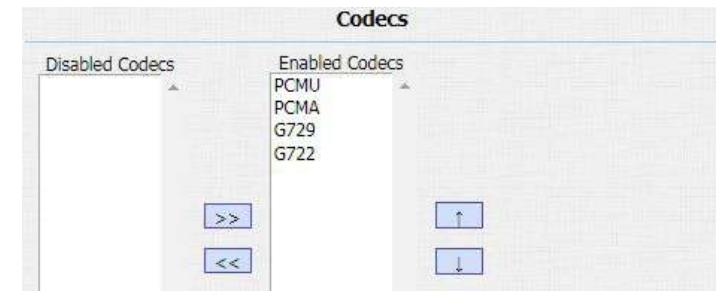 Codecs
Disabled Codecs
Enabled Codecs
PCMU
PCMA
G729
G722
>>
↑
<<
↓